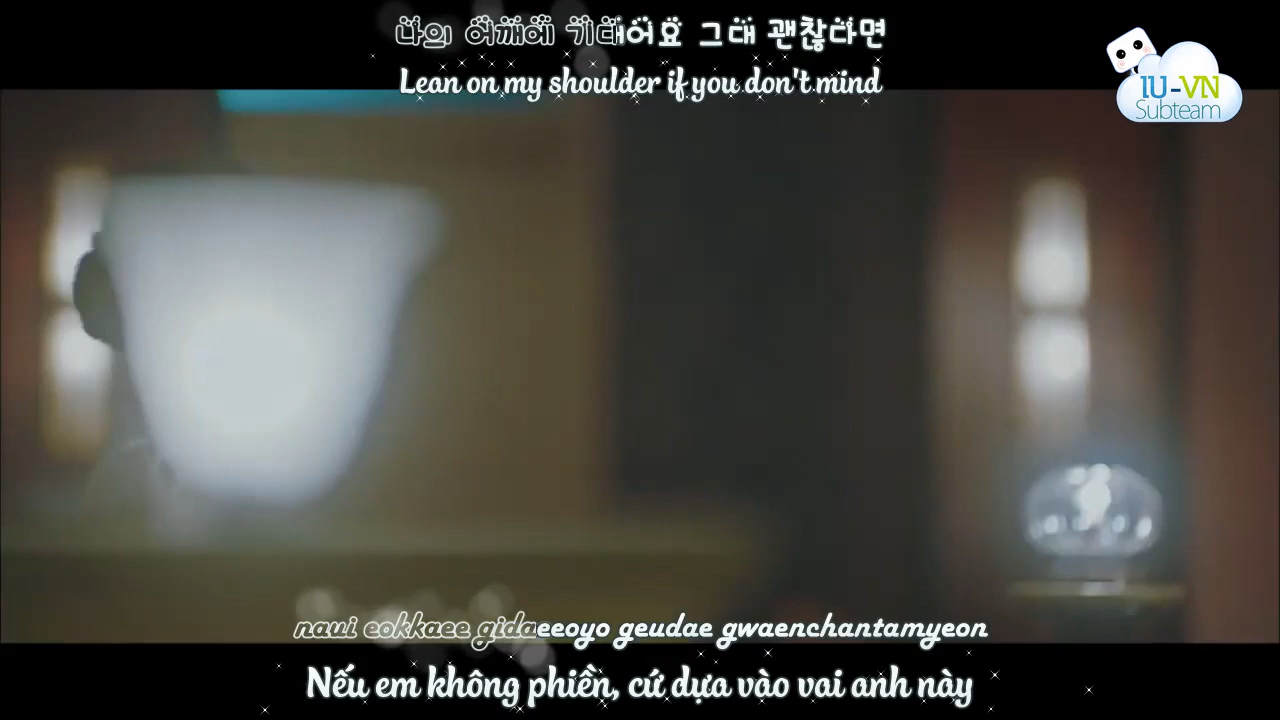 나의 어깨에 기대어요 그대 괜찮다면
Lean on my shoulder if you don't mind
IU-VN
Subteam
naui eokkaee gidaeeoyo geudae gwaenchantamyeon
Nếu em không phiền, cứ dựa vào vai anh này